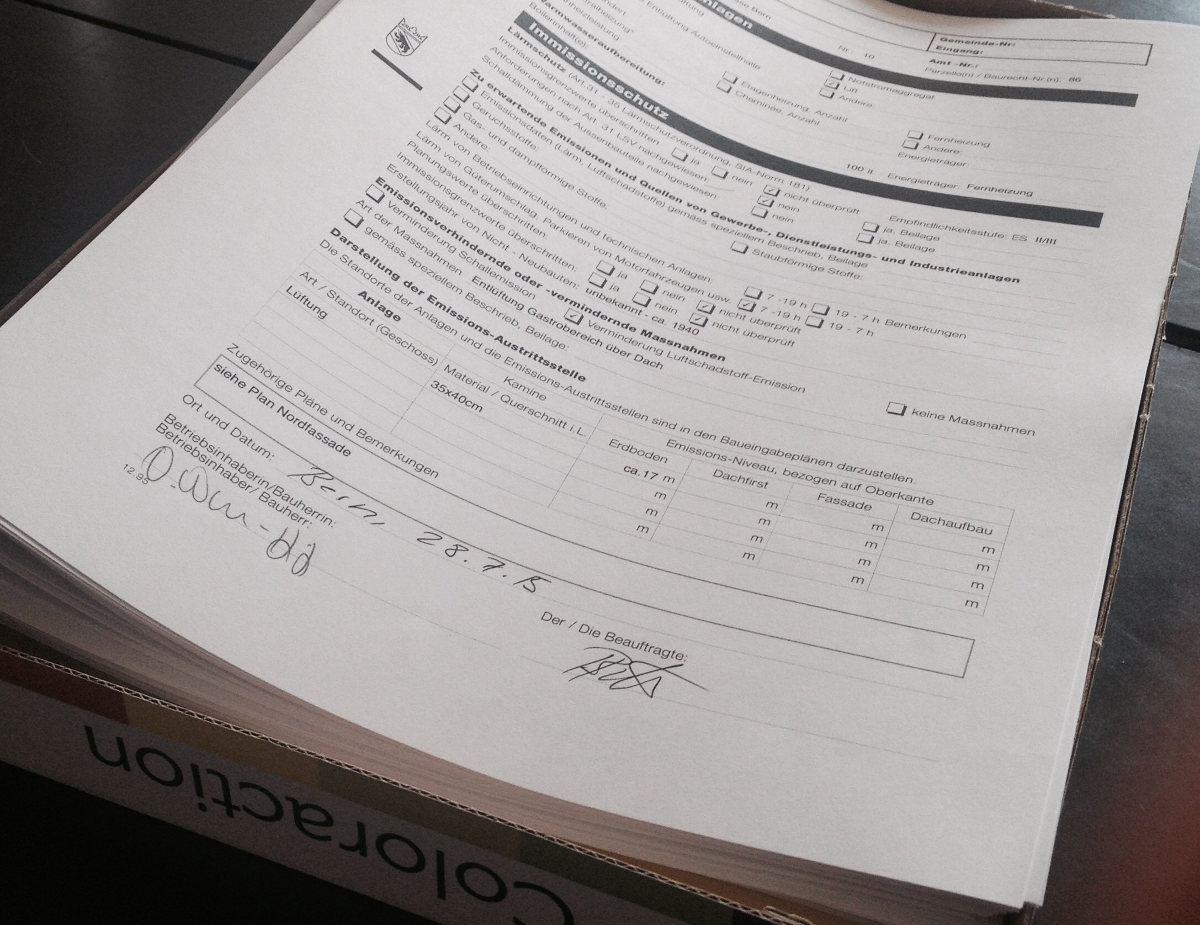 Gemeinde-Nr:
Eingang:
Amt -Nr.:
Parzellant / Baurecht-Nr.(n): 86
Nr. 10
Bern
anlagen
Entlüftung Autoeinstellhalle
Notstromaggregat
Lift
Andere:
Warmwasseraufbereitung:
Etagenheizung, Anzahl
Cheminée, Anzahl
Fernheizung
Andere:
Energieträger:
Boilerinhalt(e):
100 lt Energieträger: Fernheizung
Immissionsschutz
Lärmschutz (Art.31 - 35 Lärmschutzverordnung, SIA-Norm 181)
Empfindlichkeitsstufe: ES II/III
Immissionsgrenzwerte überschritten: ja nein nicht überprüft
Anforderungen nach Art. 31 LSV nachgewiesen: nein ja, Beilage
Schalldämmung der Aussenbauteile nachgewiesen: nein ja, Beilage
Zu erwartende Emissionen und Quellen von Gewerbe-, Dienstleistungs- und Industrieanlagen
Emissionsdaten (Lärm, Luftschadstoffe) gemäss speziellem Beschrieb, Beilage
Geruchsstoffe:
Staubförmige Stoffe:
Gas- und dampfförmige Stoffe:
Andere:
Lärm von Betriebseinrichtungen und technischen Anlagen: 7 -19 h 19 - 7 h Bemerkungen
Lärm von Güterumschlag, Parkieren von Motorfahrzeugen usw. 7 -19 h 19 - 7 h
Planungswerte überschritten: ja nein nicht überprüft
Immissionsgrenzwerte überschritten: ja nein nicht überprüft
Erstellungsjahr von Nicht - Neubauten: unbekannt - ca. 1940
Emissionsverhindernde oder -vermindernde Massnahmen
Verminderung Schallemission Verminderung Luftschadstoff-Emission keine Massnahmen
Art der Massnahmen Entlüftung Gastrobereich über Dach
gemäss speziellem Beschrieb, Beilage:
Darstellung der Emissions-Austrittsstelle
Die Standorte der Anlagen und die Emissions-Austrittsstellen sind in den Baueingabeplänen darzustellen.
Anlage Kamine Emissions-Niveau, bezogen auf Oberkante
Art / Standort (Geschoss) Material / Querschnitt i.L. Erdboden Dachfirst Fassade Dachaufbau
Lüftung 35x40cm ca.17 m m m m
m m m m
m m m m
m m m m
Zugehörige Pläne und Bemerkungen
siehe Plan Nordfassade
Ort und Datum: Bern, 28.7.15
Betriebsinhaberin/Bauherrin:
Betriebsinhaber/ Bauherr:
Der / Die Beauftragte:
12.95
Coloraction